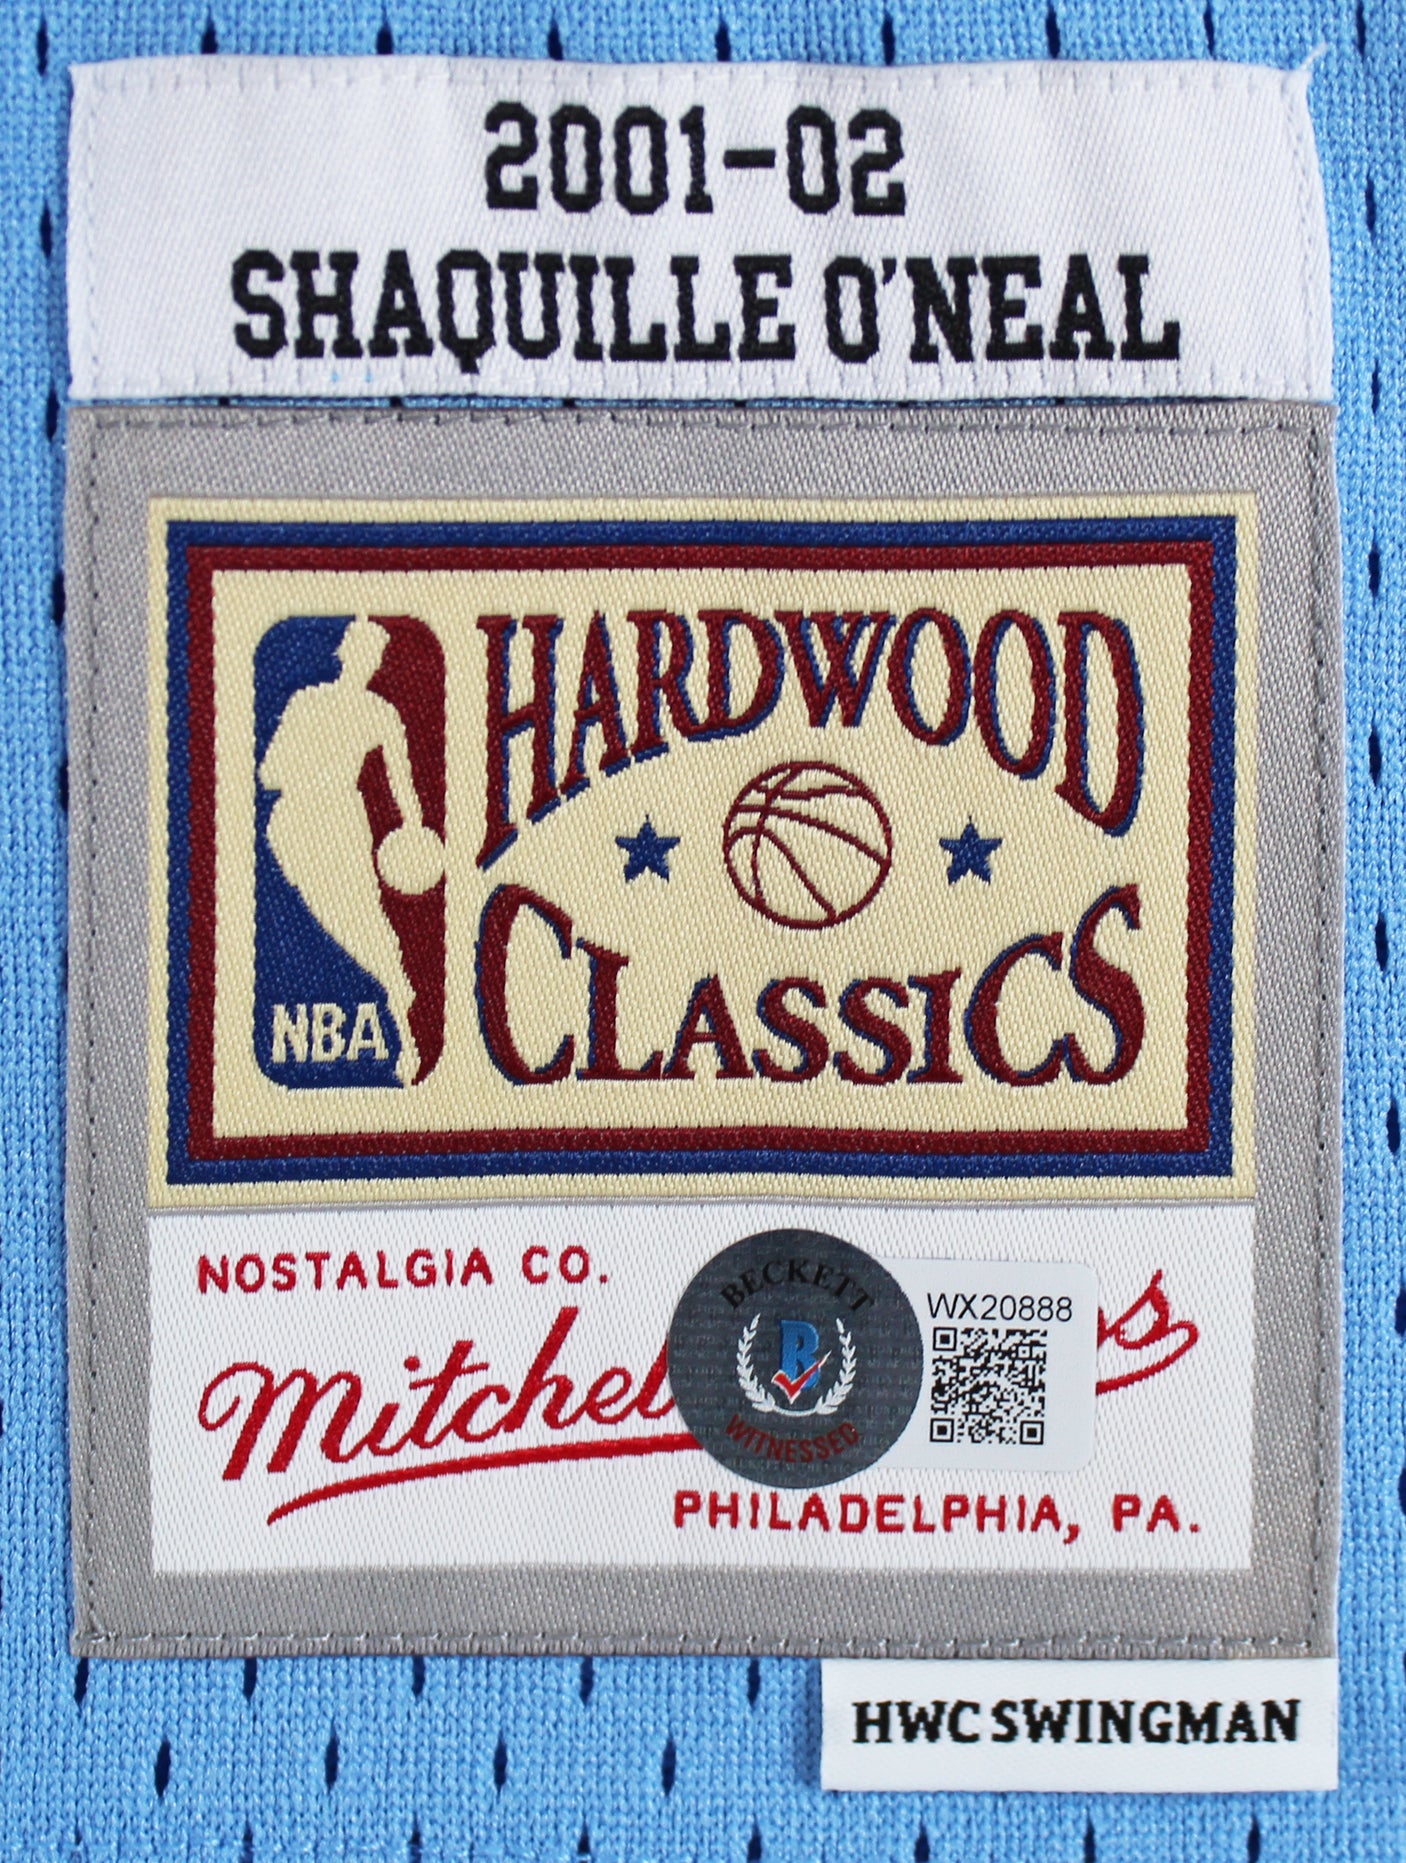 2001-02
SHAQUILLE O'NEAL
HARDWOOD
CLASSICS
NBA
NOSTALGIA CO.
BECKETT
B
WITNESSED
WX20888
PHILADELPHIA, PA.
HWC SWINGMAN